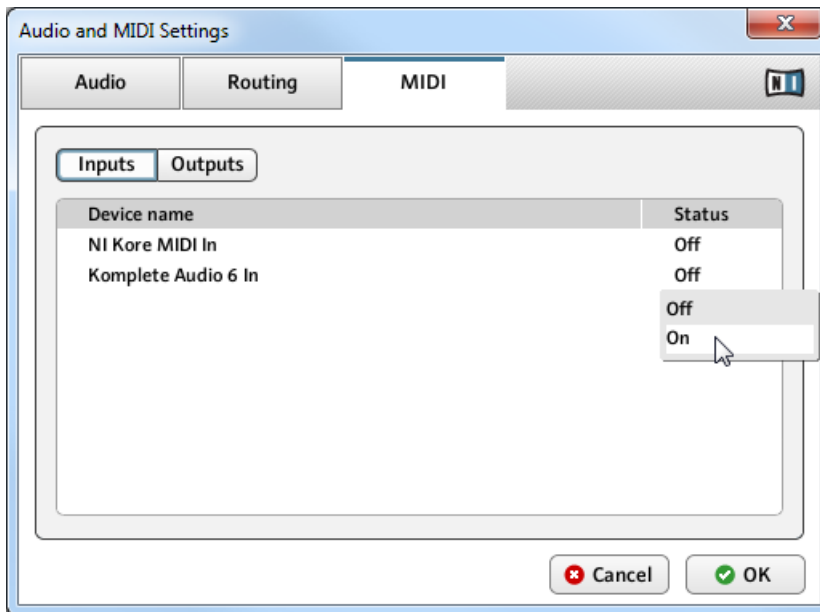 Audio and MIDI Settings
Audio Routing MIDI NI
Inputs Outputs
Device name Status
NI Kore MIDI In Off
Komplete Audio 6 In Off
Off
On
Cancel OK